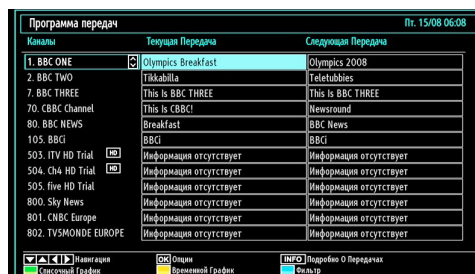 Программа передач Пт. 15/08 06:08
Каналы Текущая Передача Следующая Передача
1. BBC ONE Olympics Breakfast Olympics 2008
2. BBC TWO Tikkabilla Teletubbies
7. BBC THREE This Is BBC THREE This Is BBC THREE
70. CBBC Channel This Is CBBC! Newsround
80. BBC NEWS Breakfast BBC News
105. BBCi BBCi BBCi
503. ITV HD Trial HD Информация отсутствует Информация отсутствует
504. Ch4 HD Trial HD Информация отсутствует Информация отсутствует
505. five HD Trial Информация отсутствует Информация отсутствует
800. Sky News Информация отсутствует Информация отсутствует
801. CNBC Europe Информация отсутствует Информация отсутствует
802. TV5MONDE EUROPE Информация отсутствует Информация отсутствует
Навигация OK Опции INFO Подробно О Передачах
Списочный График Временной График Фильтр